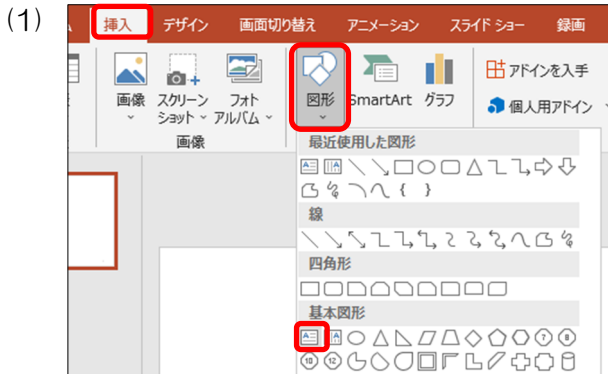 (1)
挿入 デザイン 画面切り替え アニメーション スライド ショー 録画
画像 スクリーン フォト 図形 SmartArt グラフ アドインを入手
ショット アルバム 個人用アドイン
画像
最近使用した図形
線
四角形
基本図形